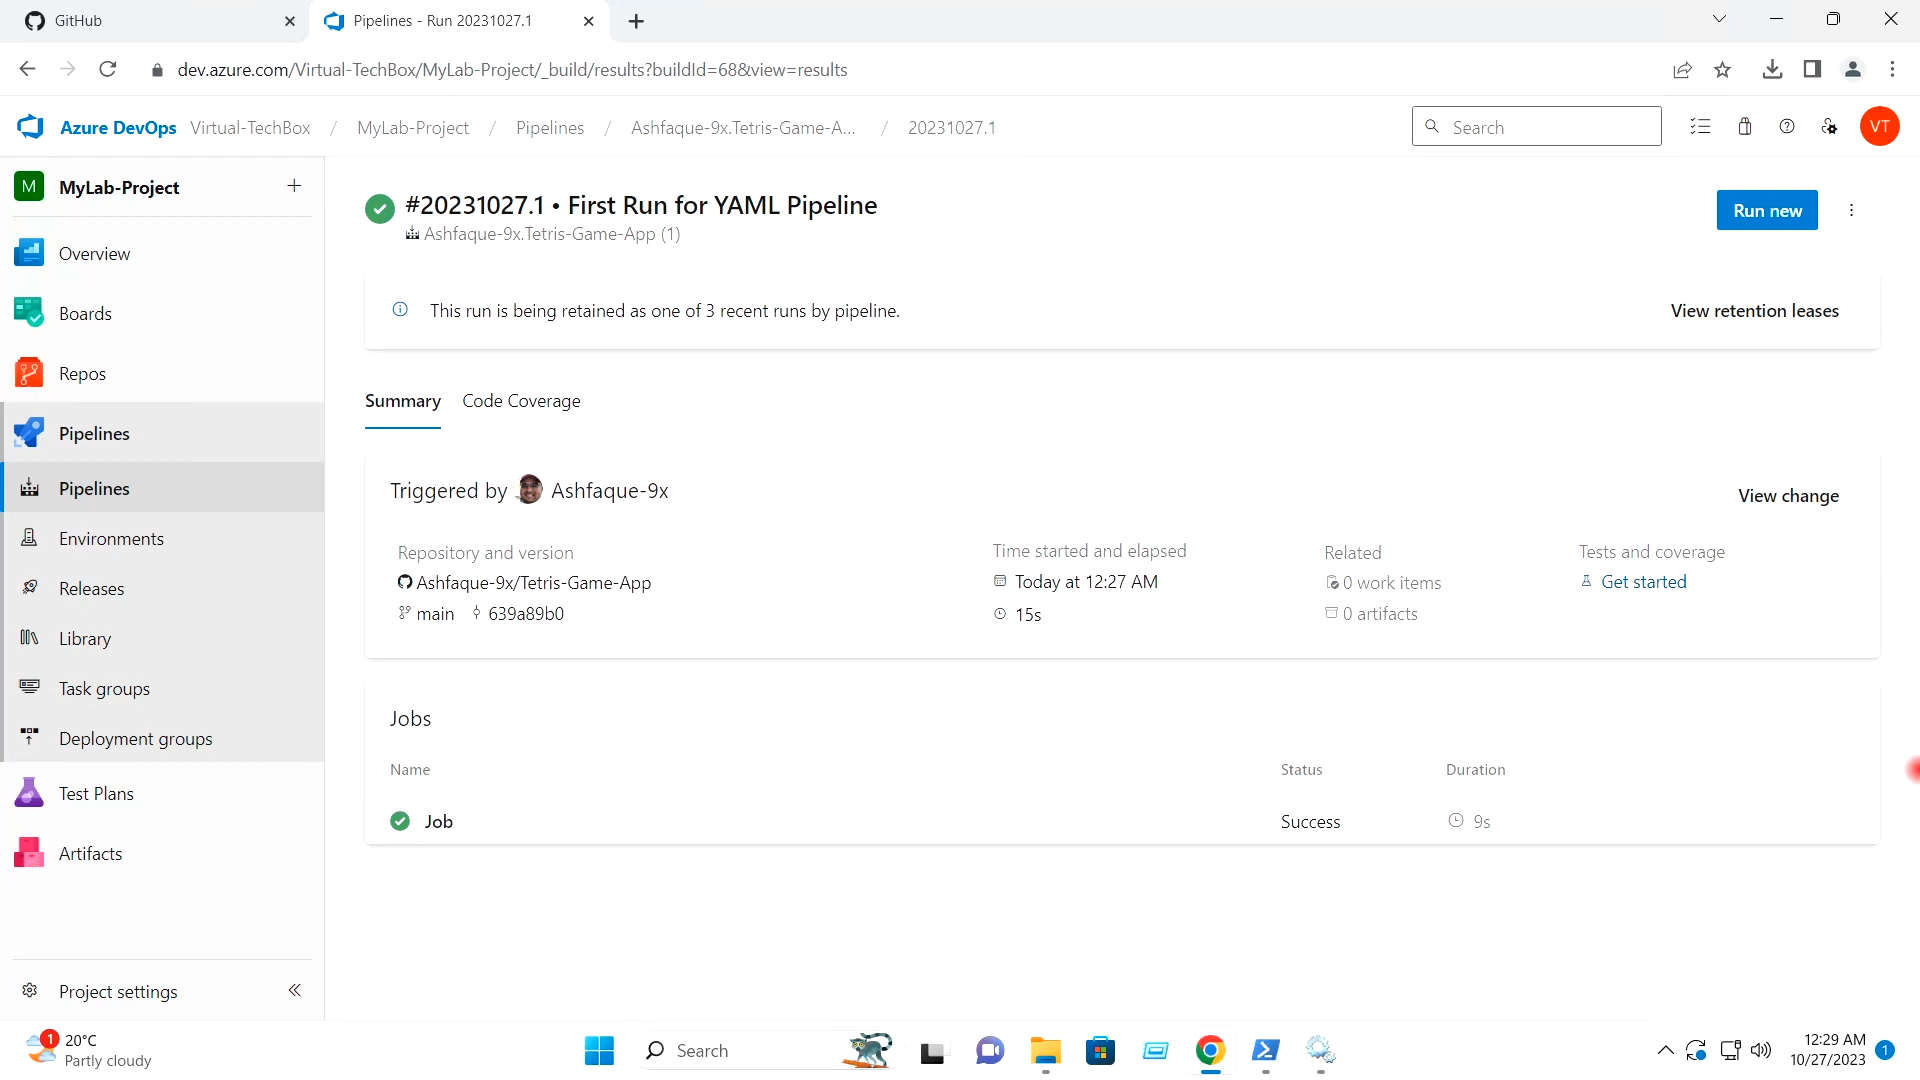 GitHub
Pipelines - Run 20231027.1
dev.azure.com/Virtual-TechBox/MyLab-Project/_build/results?buildId=68&view=results
Azure DevOps Virtual-TechBox / MyLab-Project / Pipelines / Ashfaque-9x.Tetris-Game-A... / 20231027.1
Search
VT
M MyLab-Project
Overview
Boards
Repos
Pipelines
Pipelines
Environments
Releases
Library
Task groups
Deployment groups
Test Plans
Artifacts
Project settings
#20231027.1 • First Run for YAML Pipeline
Ashfaque-9x.Tetris-Game-App (1)
Run new
This run is being retained as one of 3 recent runs by pipeline.
View retention leases
Summary Code Coverage
Triggered by Ashfaque-9x
View change
Repository and version
Ashfaque-9x/Tetris-Game-App
main 639a89b0
Time started and elapsed
Today at 12:27 AM
15s
Related
0 work items
0 artifacts
Tests and coverage
Get started
Jobs
Name Status Duration
Job Success 9s
1
20°C
Partly cloudy
Search
12:29 AM
10/27/2023
1